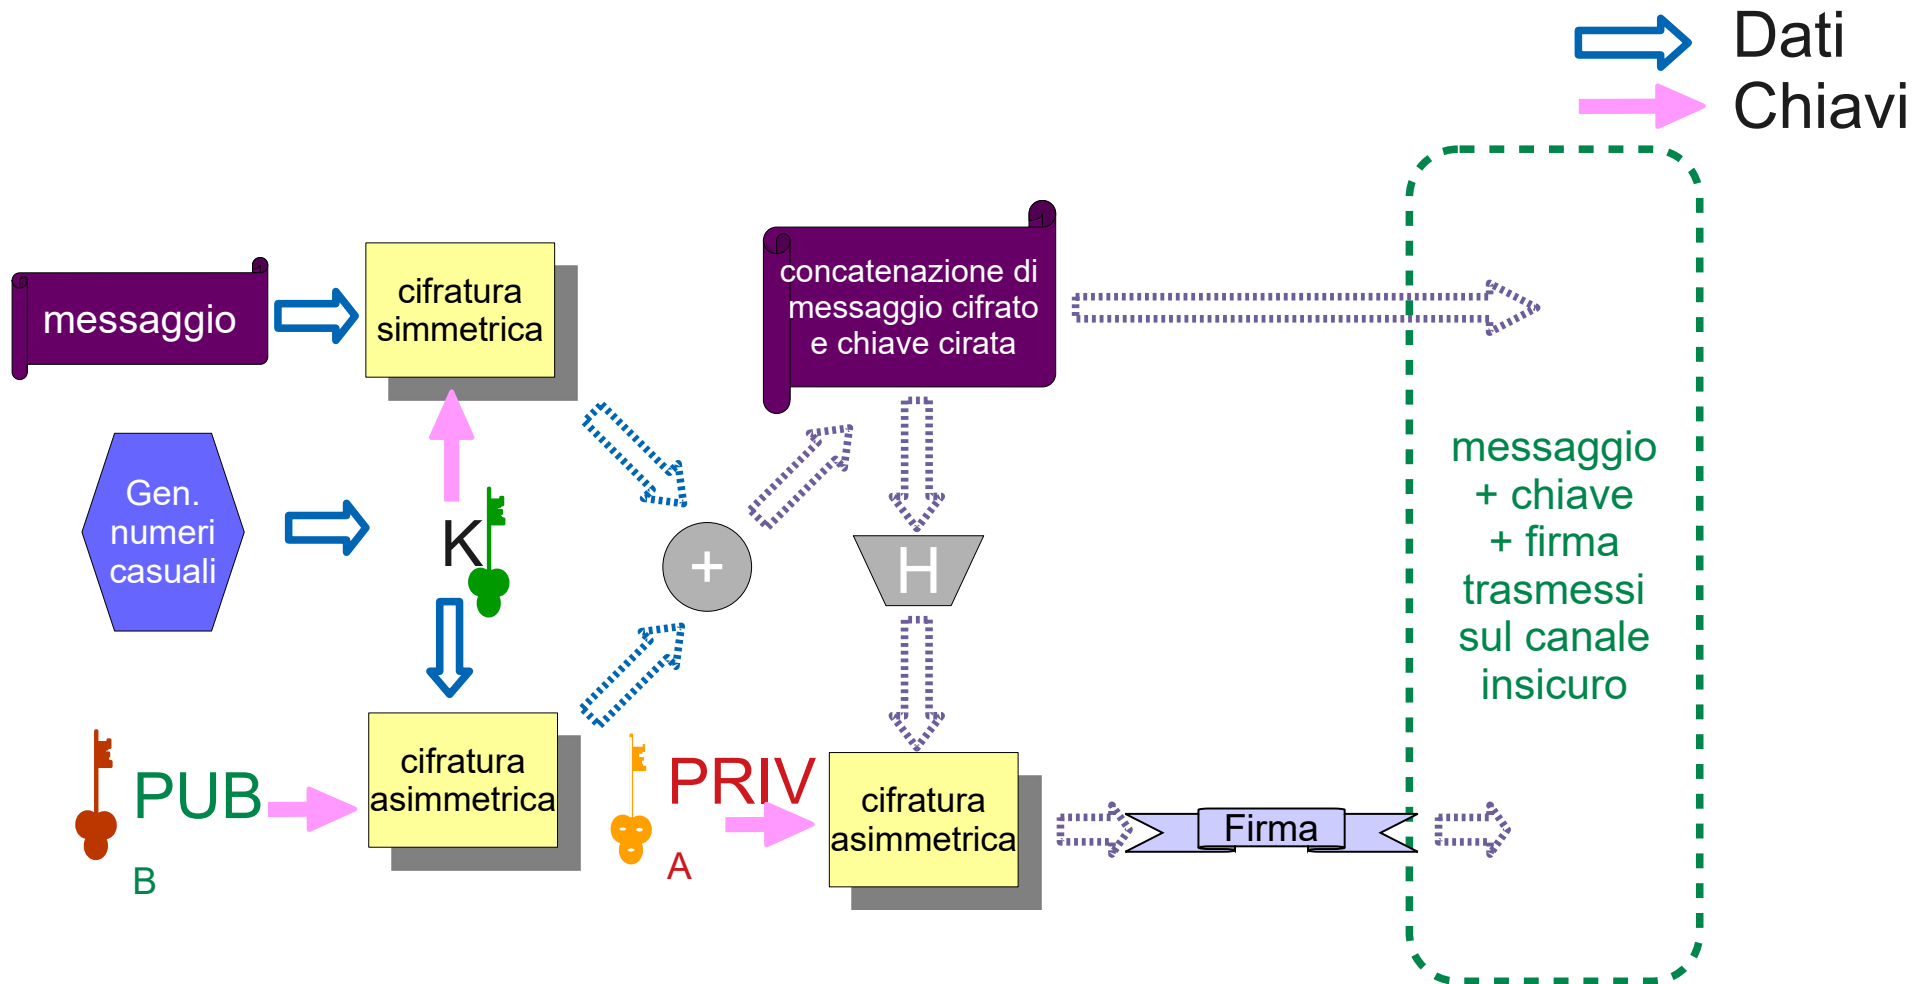 Dati
Chiavi
messaggio
cifratura
simmetrica
concatenazione di
messaggio cifrato
e chiave cirata
Gen.
numeri
casuali
K
+
H
messaggio
+ chiave
+ firma
trasmessi
sul canale
insicuro
PUB
B
cifratura
asimmetrica
PRIV
A
cifratura
asimmetrica
Firma